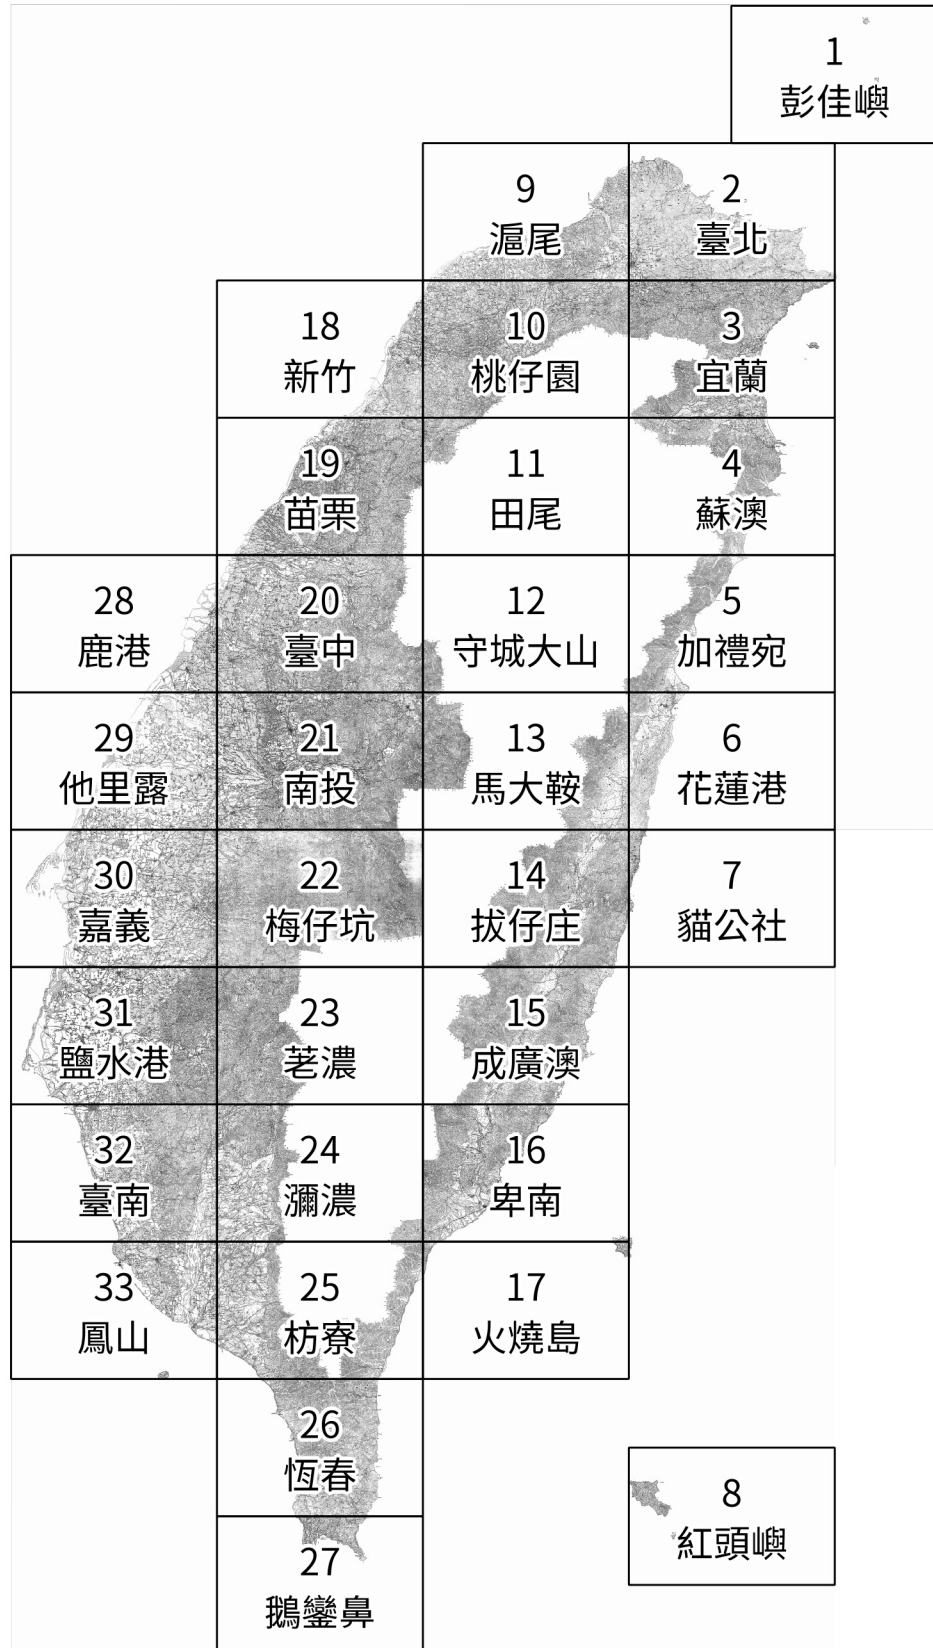 1
彭佳嶼
9
滬尾
2
臺北
18
新竹
10
桃仔園
3
宜蘭
19
苗栗
11
田尾
4
蘇澳
28
鹿港
20
臺中
12
守城大山
5
加禮宛
29
他里霧
21
南投
13
馬大鞍
6
花蓮港
30
嘉義
22
梅仔坑
14
拔仔庄
7
貓公社
31
鹽水港
23
荖濃
15
成廣澳
32
臺南
24
瀰濃
16
卑南
33
鳳山
25
枋寮
17
火燒島
26
恆春
8
紅頭嶼
27
鵝鑾鼻